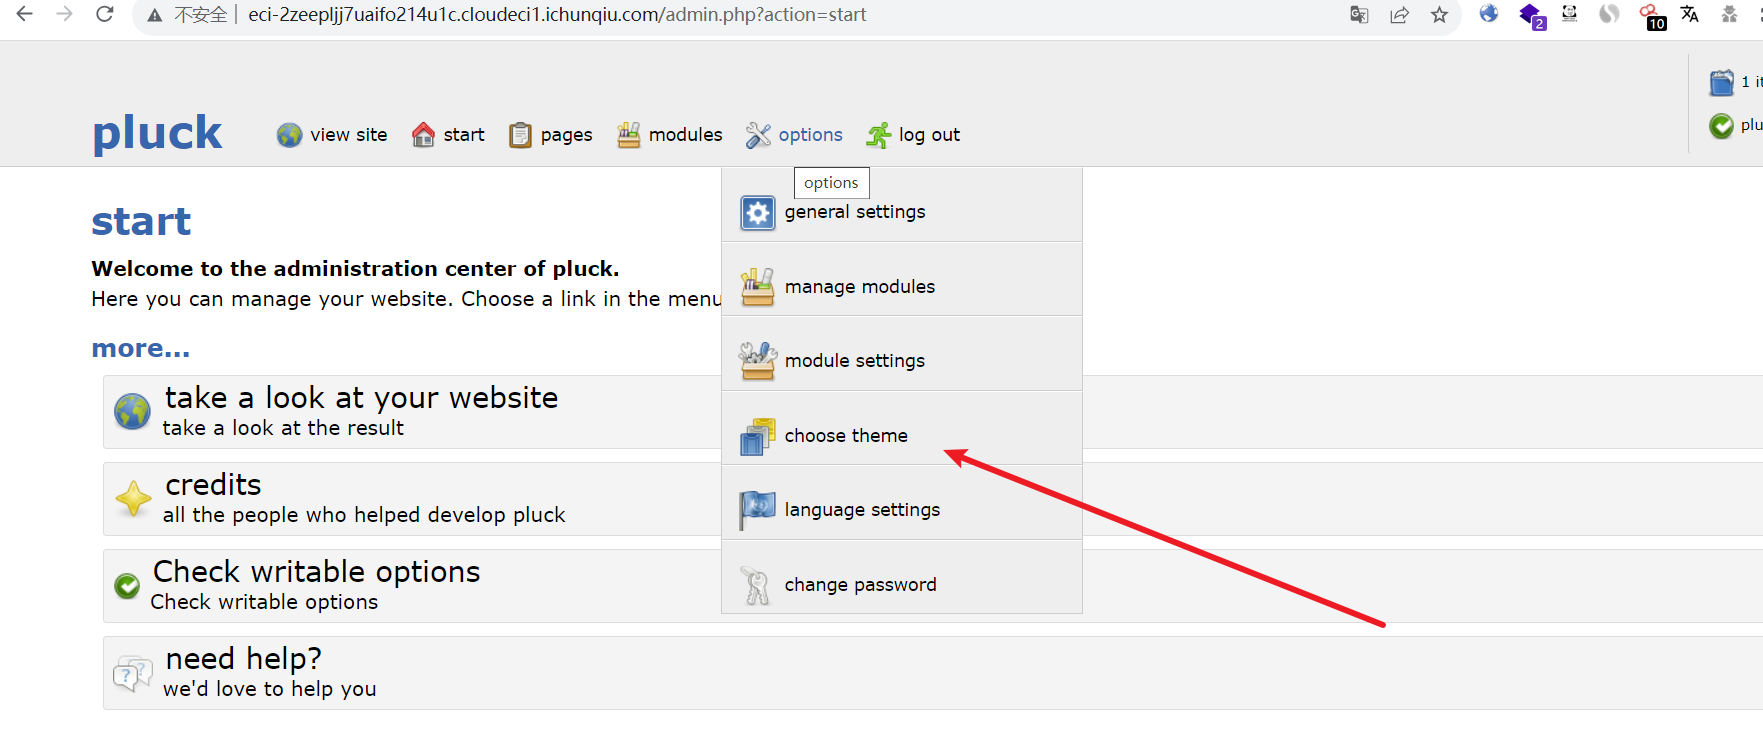 不安全 eci-2zeepljj7uaifo214u1c.cloudeci1.ichunqiu.com/admin.php?action=start
2
10
1 it
pluck view site start pages modules options log out
plu
options
start
general settings
Welcome to the administration center of pluck.
manage modules
Here you can manage your website. Choose a link in the menu
more...
module settings
take a look at your website
take a look at the result
choose theme
credits
all the people who helped develop pluck
language settings
Check writable options
Check writable options
change password
need help?
we'd love to help you